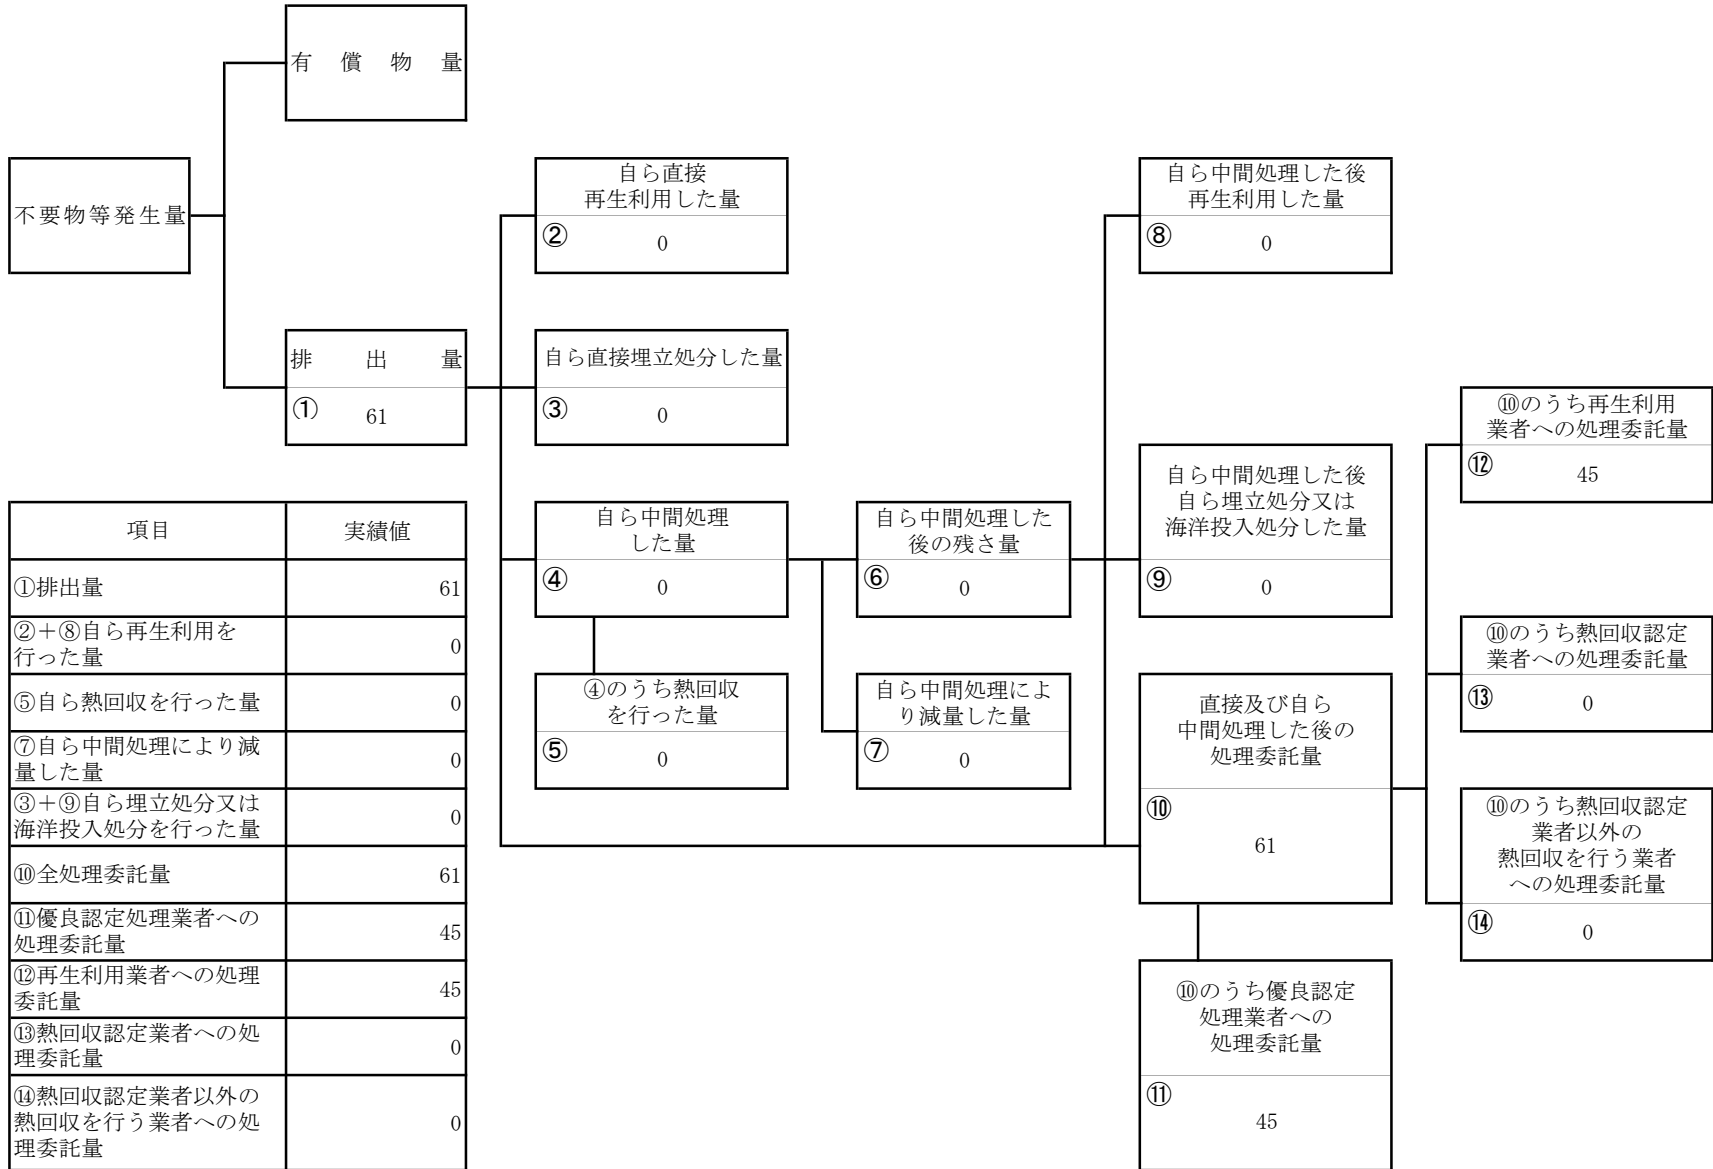 有償物量
不要物等発生量
自ら直接
再生利用した量
② 0
自ら中間処理した後
再生利用した量
⑧ 0
排出量
① 61
自ら直接埋立処分した量
③ 0
⑩のうち再生利用
業者への処理委託量
⑫ 45
自ら中間処理
した量
④ 0
自ら中間処理した
後の残さ量
⑥ 0
自ら中間処理した後
自ら埋立処分又は
海洋投入処分した量
⑨ 0
④のうち熱回収
を行った量
⑤ 0
自ら中間処理によ
り減量した量
⑦ 0
直接及び自ら
中間処理した後の
処理委託量
⑩
61
⑩のうち熱回収認定
業者への処理委託量
⑬ 0
⑩のうち熱回収認定
業者以外の
熱回収を行う業者
への処理委託量
⑭ 0
⑩のうち優良認定
処理業者への
処理委託量
⑪
45
項目 実績値
①排出量 61
②+⑧自ら再生利用を
行った量 0
⑤自ら熱回収を行った量 0
⑦自ら中間処理により減
量した量 0
③+⑨自ら埋立処分又は
海洋投入処分を行った量 0
⑩全処理委託量 61
⑪優良認定処理業者への
処理委託量 45
⑫再生利用業者への処理
委託量 45
⑬熱回収認定業者への処
理委託量 0
⑭熱回収認定業者以外の
熱回収を行う業者への処
理委託量 0